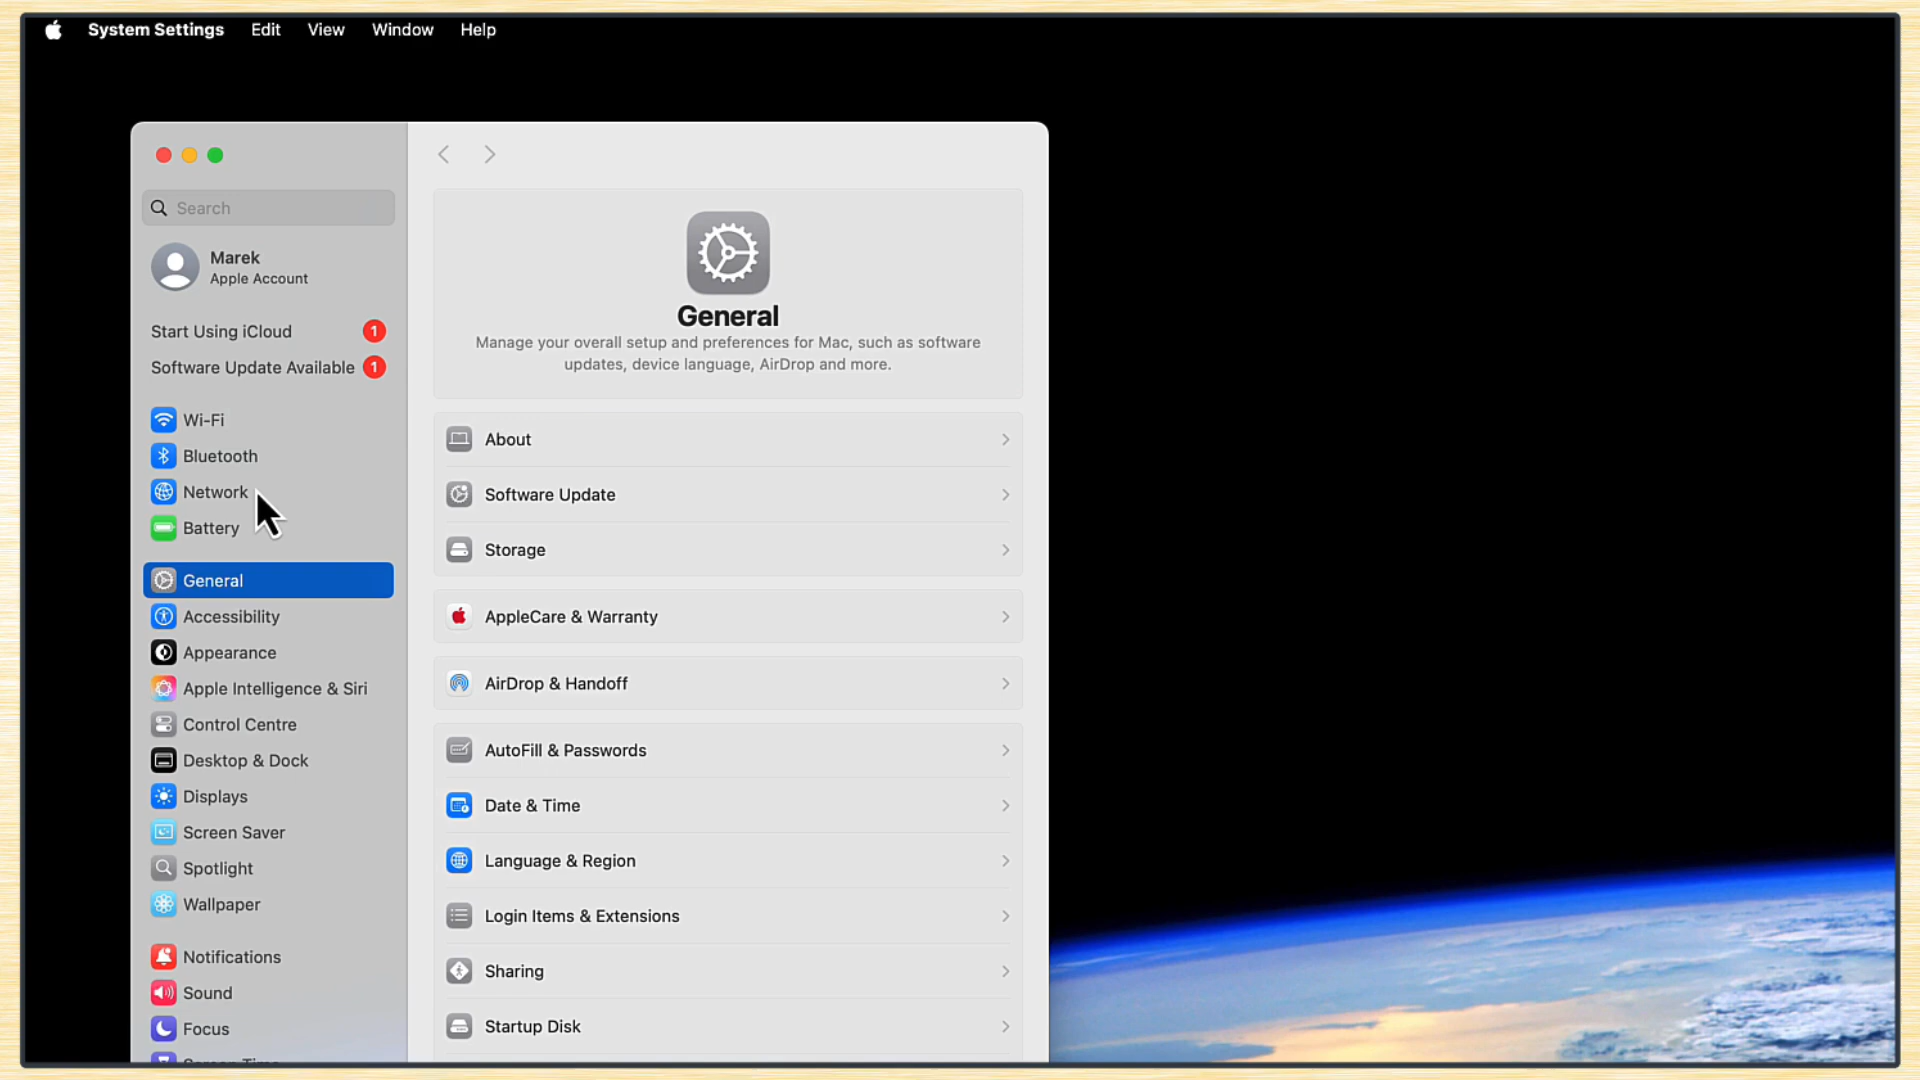 System Settings Edit View Window Help
Search
Marek
Apple Account
Start Using iCloud 1
Software Update Available 1
Wi-Fi
Bluetooth
Network
Battery
General
Accessibility
Appearance
Apple Intelligence & Siri
Control Centre
Desktop & Dock
Displays
Screen Saver
Spotlight
Wallpaper
Notifications
Sound
Focus
General
Manage your overall setup and preferences for Mac, such as software
updates, device language, AirDrop and more.
About
Software Update
Storage
AppleCare & Warranty
AirDrop & Handoff
AutoFill & Passwords
Date & Time
Language & Region
Login Items & Extensions
Sharing
Startup Disk